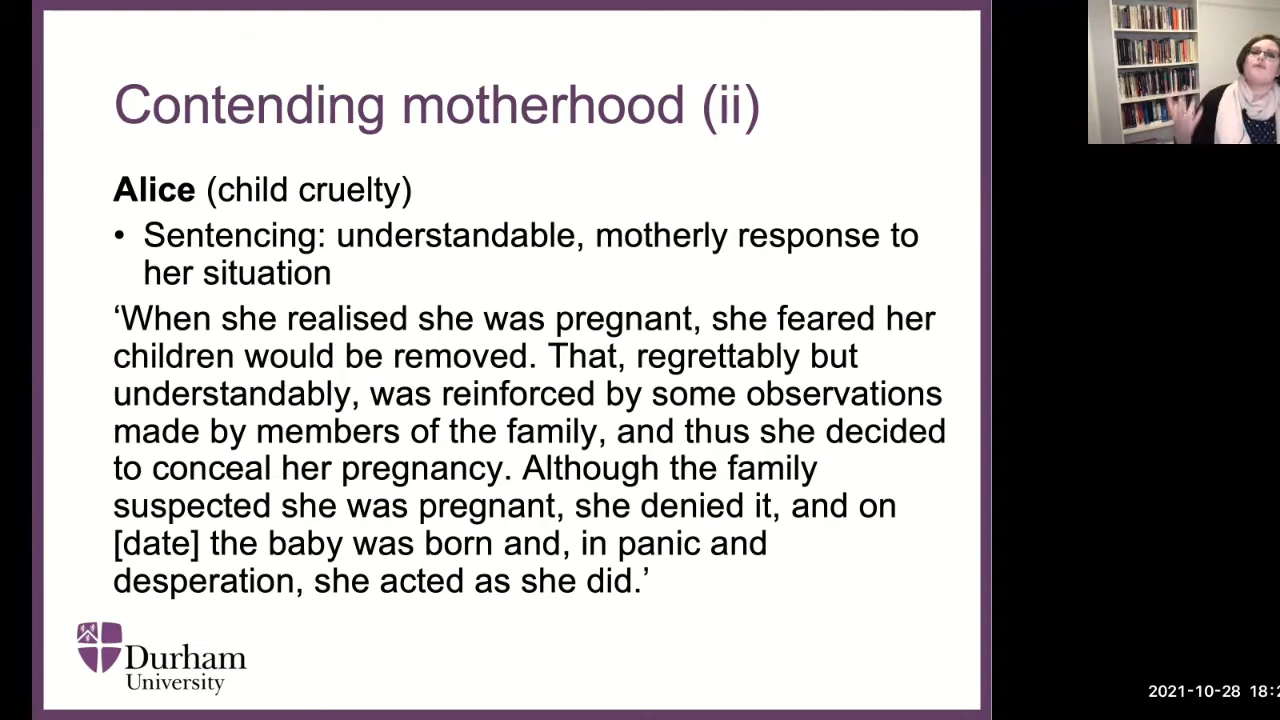 Contending motherhood (ii)
Alice (child cruelty)
• Sentencing: understandable, motherly response to
her situation
‘When she realised she was pregnant, she feared her
children would be removed. That, regrettably but
understandably, was reinforced by some observations
made by members of the family, and thus she decided
to conceal her pregnancy. Although the family
suspected she was pregnant, she denied it, and on
[date] the baby was born and, in panic and
desperation, she acted as she did.’
Durham
University
2021-10-28 18:2